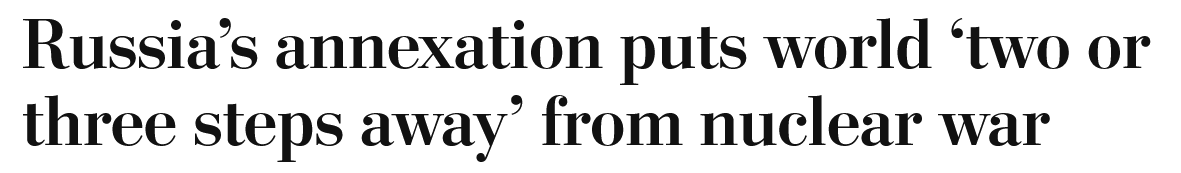 Russia’s annexation puts world ‘two or
three steps away’ from nuclear war